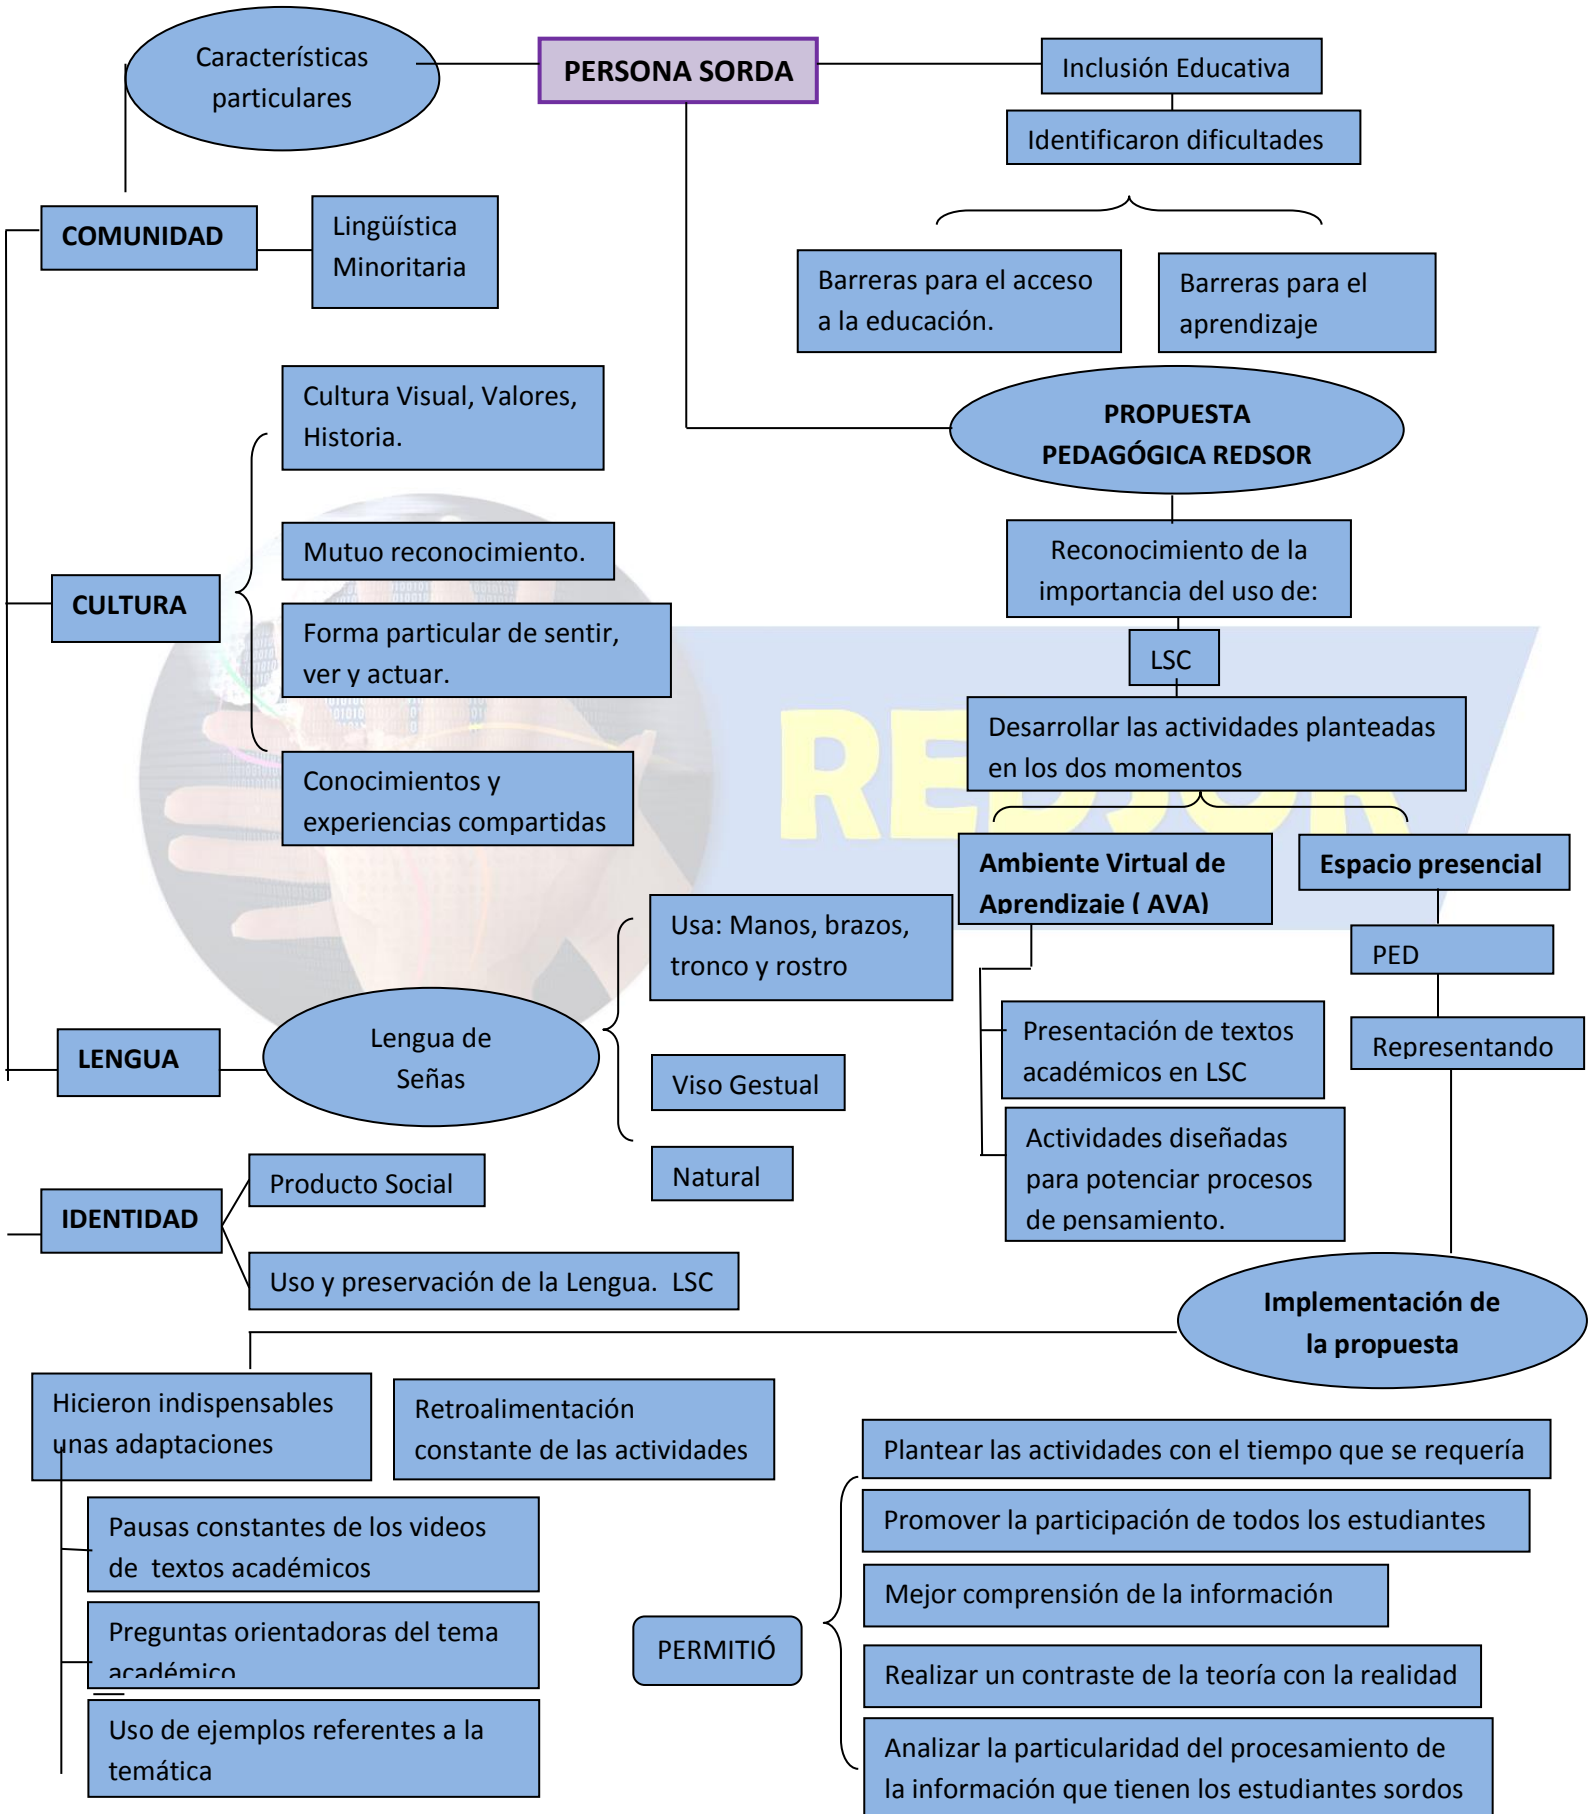 Características
particulares
PERSONA SORDA
Inclusión Educativa
Identificaron dificultades
COMUNIDAD
Lingüística
Minoritaria
Barreras para el acceso
a la educación.
Barreras para el
aprendizaje
Cultura Visual, Valores,
Historia.
PROPUESTA
PEDAGÓGICA REDSOR
Mutuo reconocimiento.
Reconocimiento de la
importancia del uso de:
CULTURA
Forma particular de sentir,
ver y actuar.
LSC
Desarrollar las actividades planteadas
en los dos momentos
REDSOR
Conocimientos y
experiencias compartidas
Ambiente Virtual de
Aprendizaje ( AVA)
Espacio presencial
Usa: Manos, brazos,
tronco y rostro
PED
LENGUA
Lengua de
Señas
Presentación de textos
académicos en LSC
Representando
Viso Gestual
Actividades diseñadas
para potenciar procesos
de pensamiento.
Natural
IDENTIDAD
Producto Social
Uso y preservación de la Lengua.  LSC
Implementación de
la propuesta
Hicieron indispensables
unas adaptaciones
Retroalimentación
constante de las actividades
Plantear las actividades con el tiempo que se requería
Pausas constantes de los videos
de  textos académicos
Promover la participación de todos los estudiantes
Mejor comprensión de la información
Preguntas orientadoras del tema
académico
PERMITIÓ
Realizar un contraste de la teoría con la realidad
Uso de ejemplos referentes a la
temática
Analizar la particularidad del procesamiento de
la información que tienen los estudiantes sordos